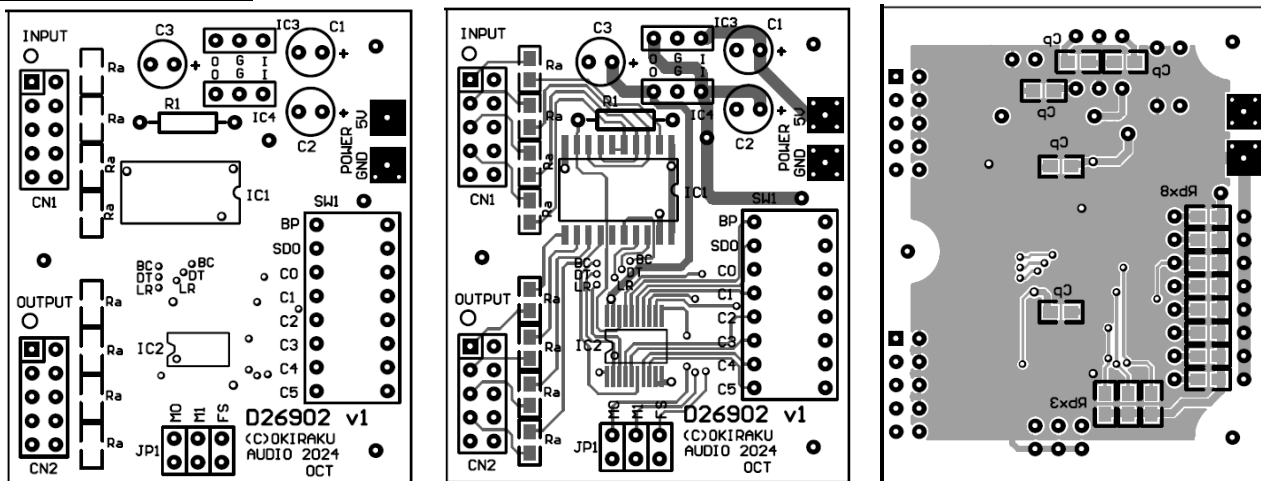 INPUT
C3
IC3
C1
Ra
O G I
O G I
Ra
R1
IC4
C2
POWER
5V
GND
Ra
Ra
CN1
IC1
SW1
BP
SDO
CO
C1
C2
C3
C4
C5
BC
DT
LR
BC
DT
LR
OUTPUT
Ra
Ra
Ra
Ra
IC2
CN2
JP1
M0
M1
FS
D26902 v1
(C)OKIRAKU
AUDIO 2024
OCT
INPUT
C3
IC3
C1
Ra
O G I
O G I
Ra
R1
IC4
C2
POWER
5V
GND
Ra
Ra
CN1
IC1
SW1
BP
SDO
CO
C1
C2
C3
C4
C5
BC
DT
LR
BC
DT
LR
OUTPUT
Ra
Ra
Ra
Ra
IC2
CN2
JP1
M0
M1
FS
D26902 v1
(C)OKIRAKU
AUDIO 2024
OCT
Cp
Cp
Cp
Cp
Rbx8
Cp
Rbx3